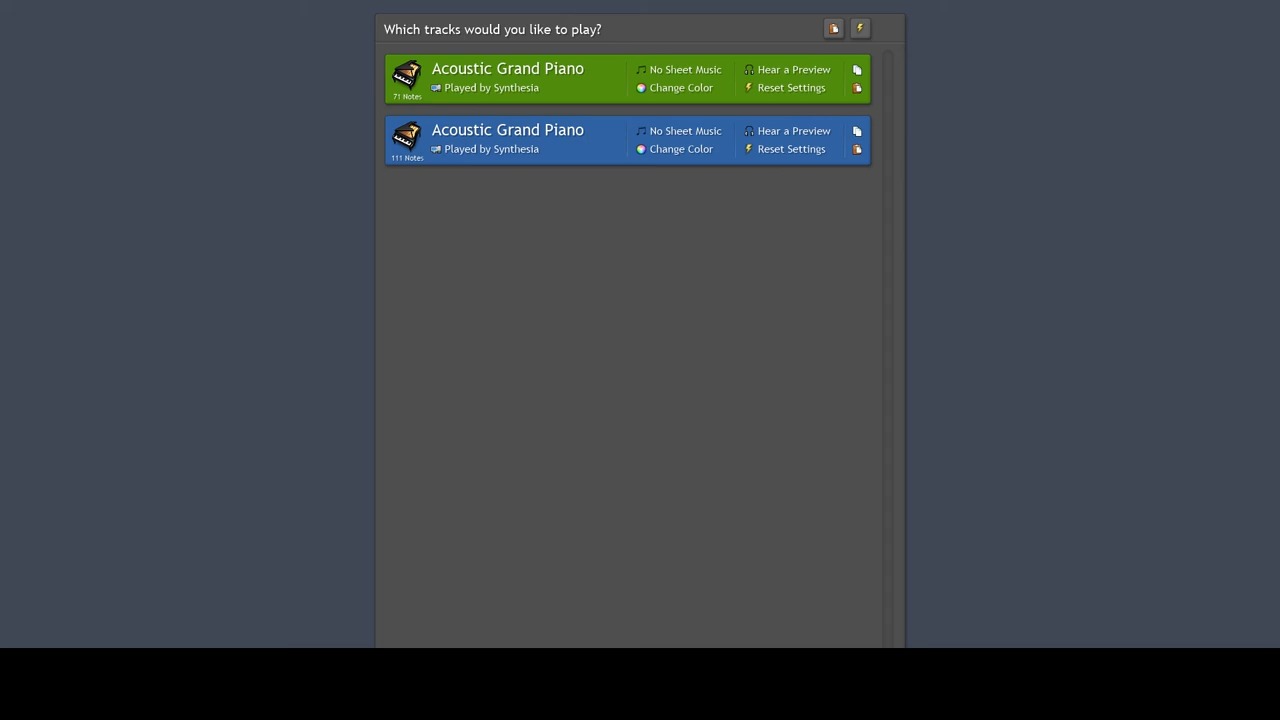 Which tracks would you like to play?
Acoustic Grand Piano
No Sheet Music
Hear a Preview
71 Notes
Played by Synthesia
Change Color
Reset Settings
Acoustic Grand Piano
No Sheet Music
Hear a Preview
111 Notes
Played by Synthesia
Change Color
Reset Settings